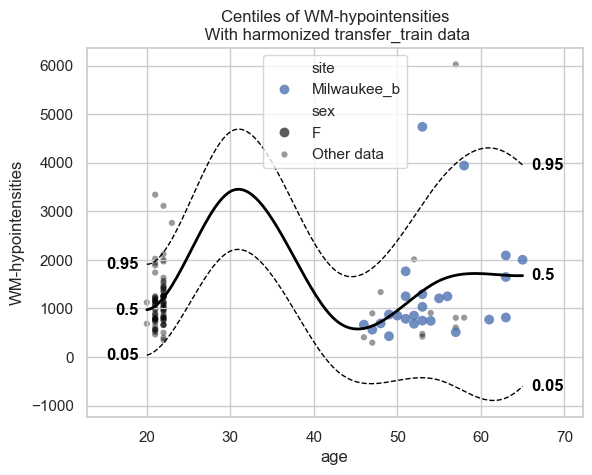 Centiles of WM-hypointensities
With harmonized transfer_train data
site
Milwaukee_b
sex
F
Other data
WM-hypointensities
6000
5000
4000
3000
2000
1000
0
−1000
0.95
0.5
0.05
0.95
0.5
0.05
20
30
40
50
60
70
age